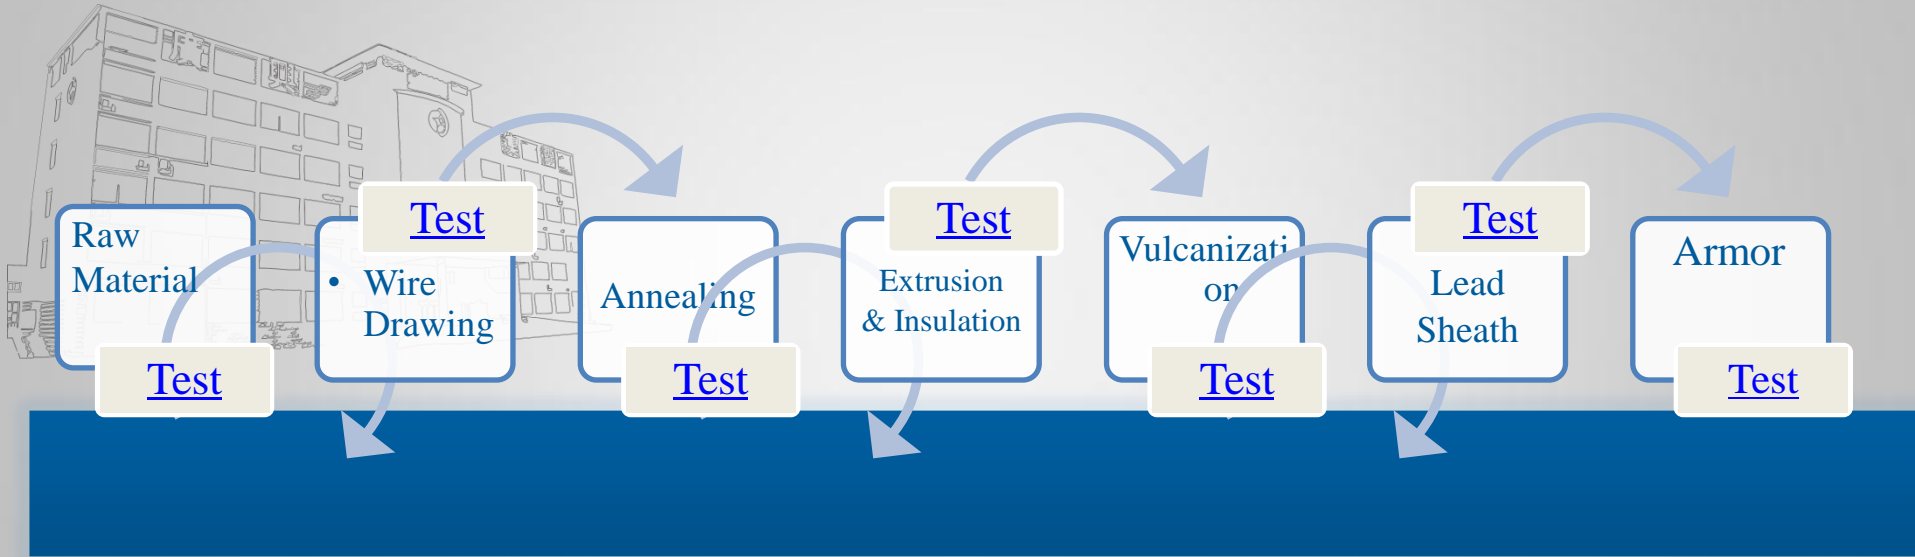 Raw
Material
Test
Test
• Wire
Drawing
Annealing
Test
Test
Extrusion
& Insulation
Vulcanizati
on
Test
Test
Lead
Sheath
Armor
Test